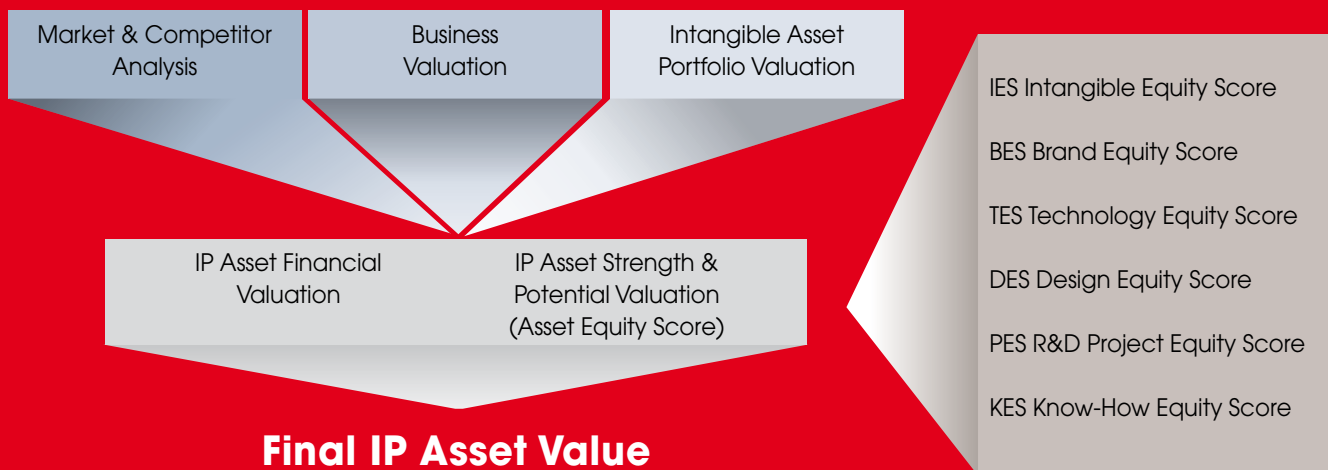 Market & Competitor
Analysis
Business
Valuation
Intangible Asset
Portfolio Valuation
IP Asset Financial
Valuation
IP Asset Strength &
Potential Valuation
(Asset Equity Score)
Final IP Asset Value
IES Intangible Equity Score
BES Brand Equity Score
TES Technology Equity Score
DES Design Equity Score
PES R&D Project Equity Score
KES Know-How Equity Score